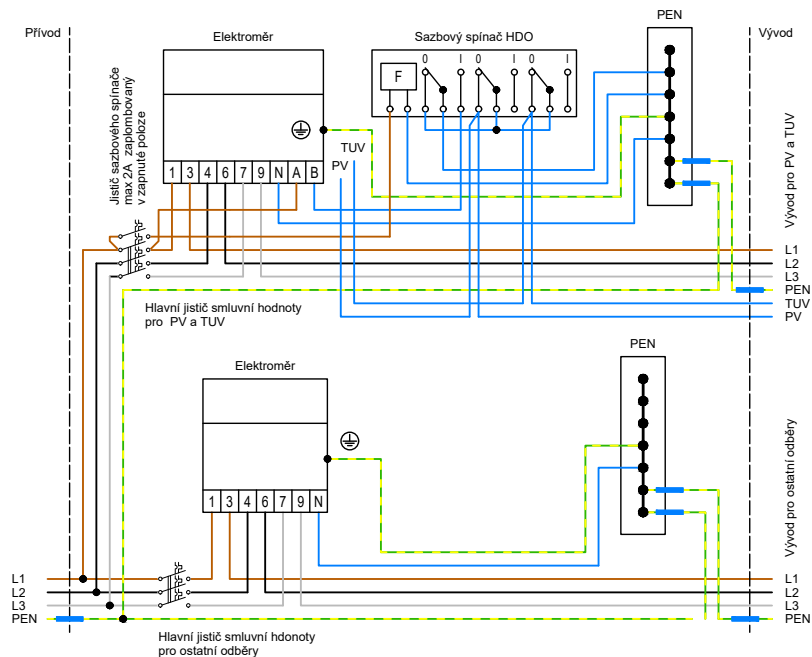 Přívod
Elektroměr
Sazbový spínač HDO
PEN
Vývod
0 I 0 I 0 I
F
Jistič sazbového spínače
max 2A zaplombovaný
v zapnuté poloze
TUV
PV
1 3 4 6 7 9 N A B
Vývod pro PV a TUV
L1
L2
L3
PEN
TUV
PV
Hlavní jistič smluvní hodnoty
pro PV a TUV
Elektroměr
PEN
1 3 4 6 7 9 N
Vývod pro ostatní odběry
L1
L2
L3
PEN
L1
L2
L3
PEN
Hlavní jistič smluvní hdonoty
pro ostatní odběry